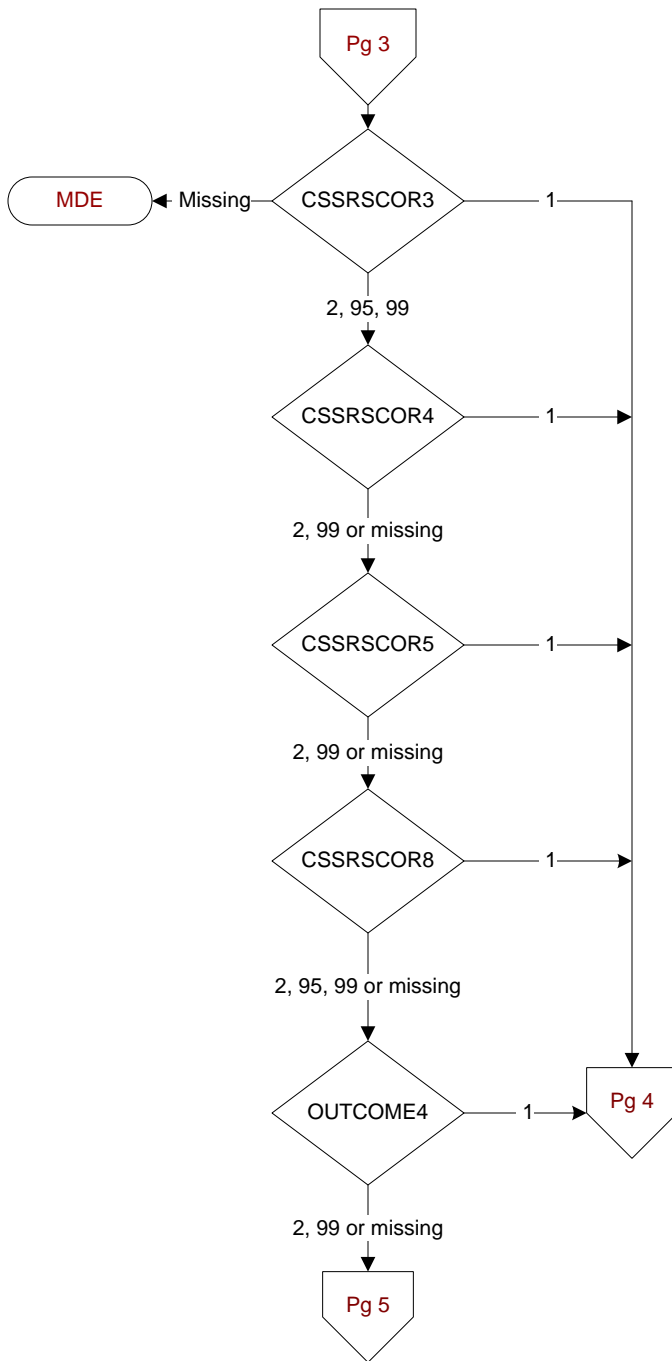 Pg 3
MDE
Missing
CSSRSCOR3
1
2, 95, 99
CSSRSCOR4
1
2, 99 or missing
CSSRSCOR5
1
2, 99 or missing
CSSRSCOR8
1
2, 95, 99 or missing
OUTCOME4
1
Pg 4
2, 99 or missing
Pg 5